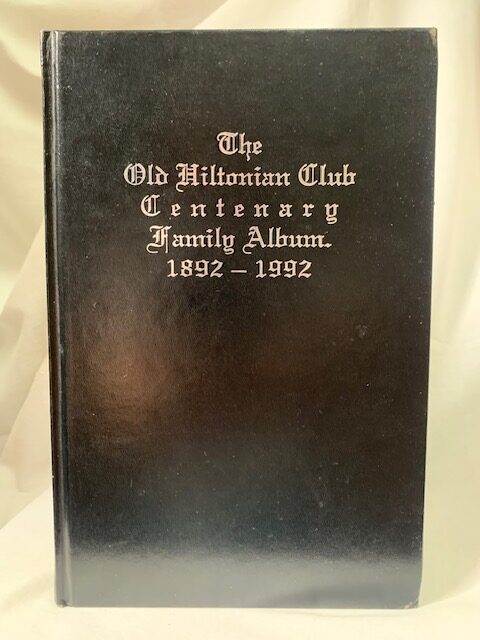 The
Old Hiltonian Club
Centenary
Family Album.
1892 – 1992